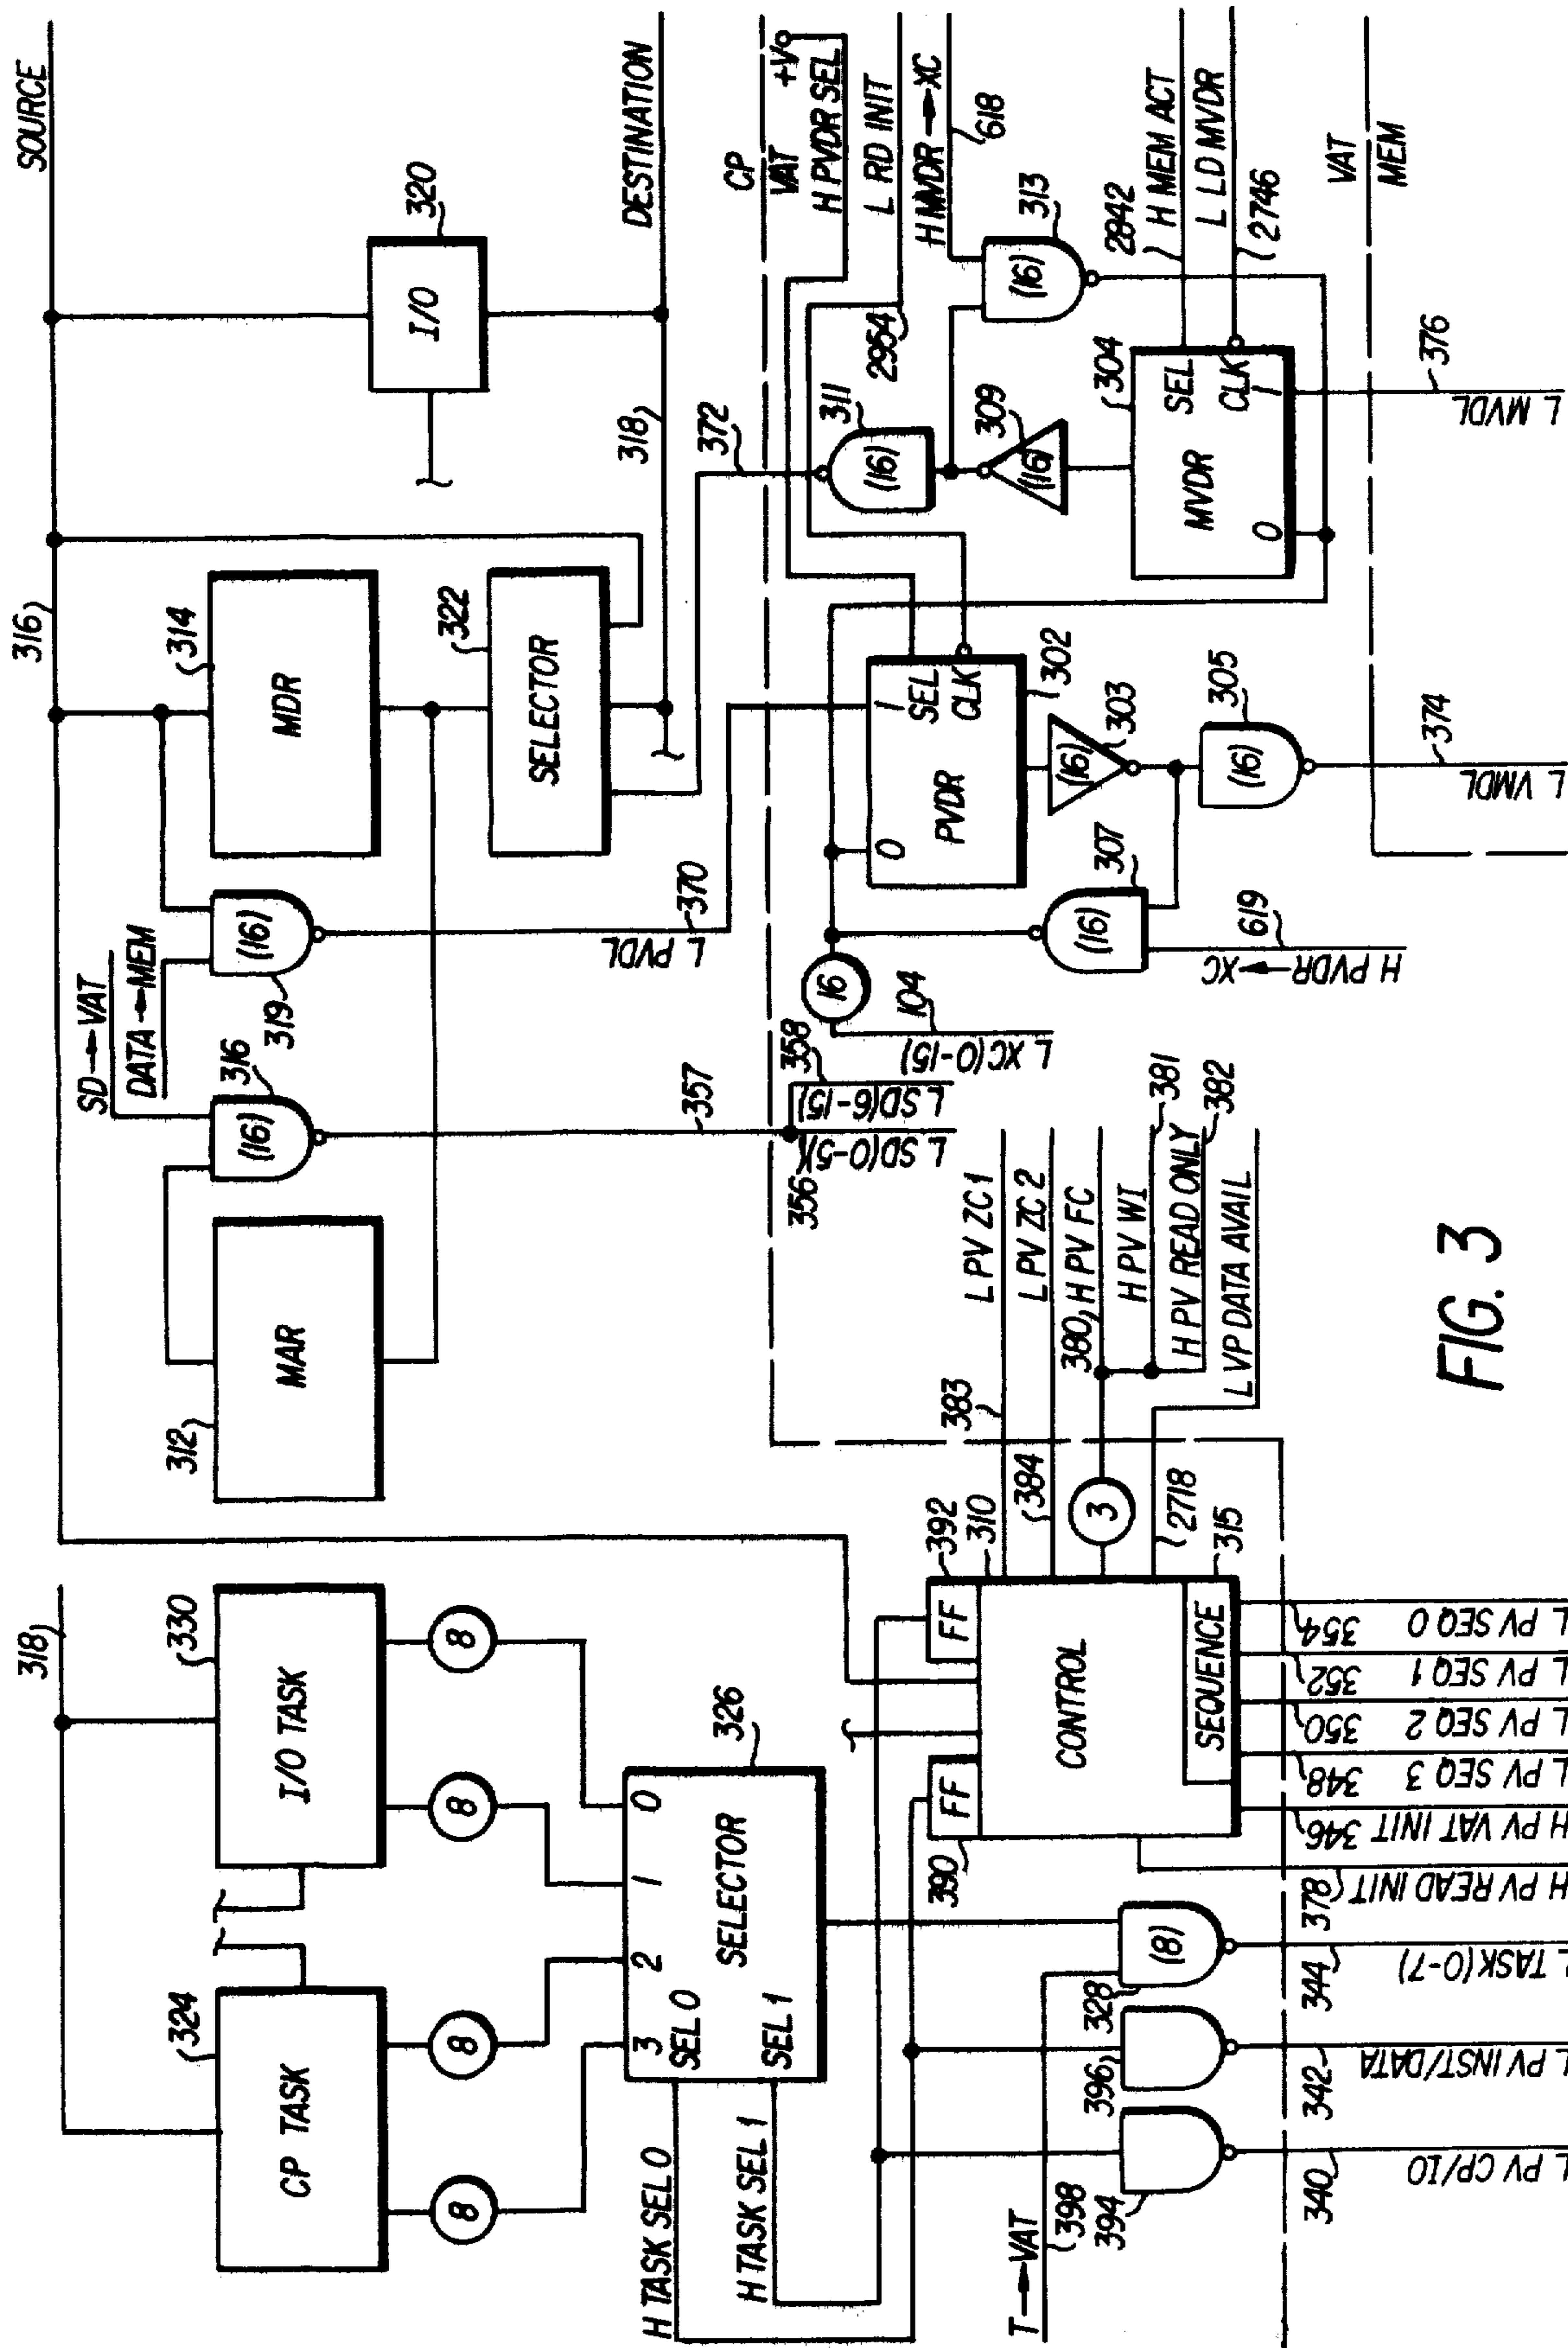 SOURCE
316
318
314
MDR
320
I/O
DESTINATION
318
322
SELECTOR
372
SD→VAT
DATA→MEM
316
(16)
319
(16)
312
MAR
357
L PVDL
370
330
I/O TASK
324
CP TASK
8
8
8
8
326
3
2
1
0
SEL 0
SELECTOR
SEL 1
H TASK SEL 0
H TASK SEL 1
T→VAT
398
394
396
328
(8)
390
FF
392
FF
310
CONTROL
SEQUENCE
315
383
384
3
2718
L PV ZC1
L PV ZC2
380
H PV FC
H PV WI
381
H PV READ ONLY
382
L VP DATA AVAIL
356
L SD(0-5)
358
L SD(6-15)
L XC(0-15)
104
16
CP
VAT
+V
H PVDR SEL
L RD INIT
2954
H MVDR→XC
618
0
1
SEL
CLK
PVDR
302
303
(16)
305
(16)
307
(16)
H PVDR→XC
619
311
(16)
309
(16)
313
(16)
304
MVDR
SEL
CLK
0
1
2842
H MEM ACT
L LD MVDR
2746
VAT
MEM
L VMDL
374
L MVDL
376
340
L PV CP/IO
342
L PV INST/DATA
344
L TASK(0-7)
378
H PV READ INIT
346
H PV VAT INIT
348
L PV SEQ 3
350
L PV SEQ 2
352
L PV SEQ 1
354
L PV SEQ 0
FIG. 3